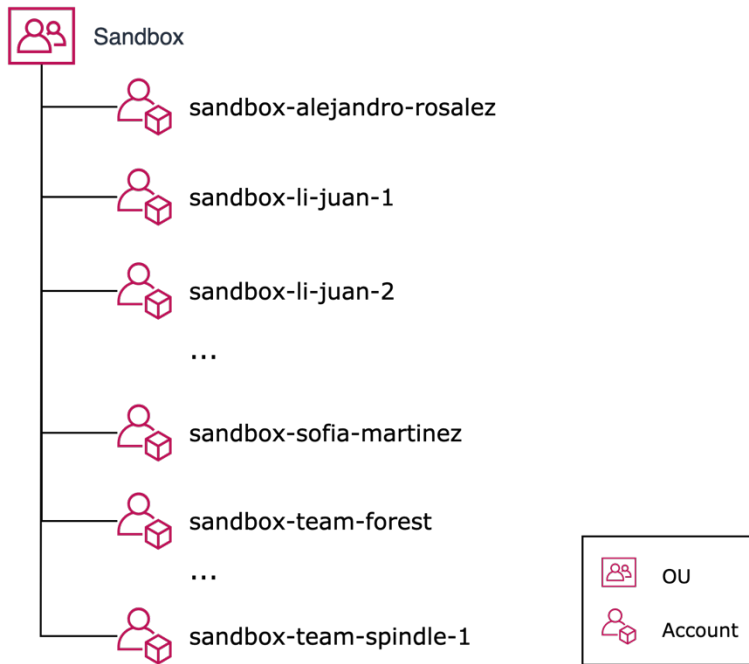 Sandbox
sandbox-alejandro-rosalez
sandbox-li-juan-1
sandbox-li-juan-2
...
sandbox-sofia-martinez
sandbox-team-forest
...
sandbox-team-spindle-1
OU
Account